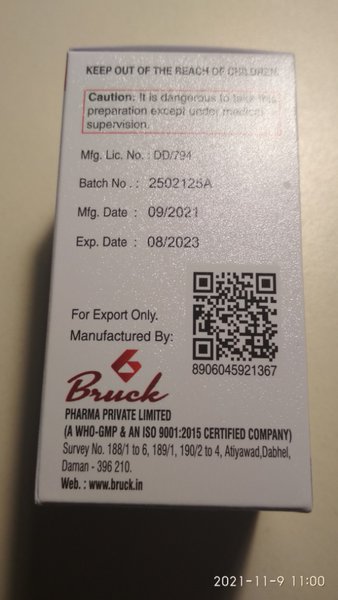 KEEP OUT OF THE REACH OF CHILDREN.
Caution: It is dangerous to take this
preparation except under medical
supervision.
Mfg. Lic. No. : DD/794
Batch No. : 2502125A
Mfg. Date : 09/2021
Exp. Date : 08/2023
For Export Only.
Manufactured By:
8906045921367
Bruck
PHARMA PRIVATE LIMITED
(A WHO-GMP & AN ISO 9001:2015 CERTIFIED COMPANY)
Survey No. 188/1 to 6, 189/1, 190/2 to 4, Atiyawad,Dabhel,
Daman - 396 210.
Web. : www.bruck.in
2021-11-9 11:00